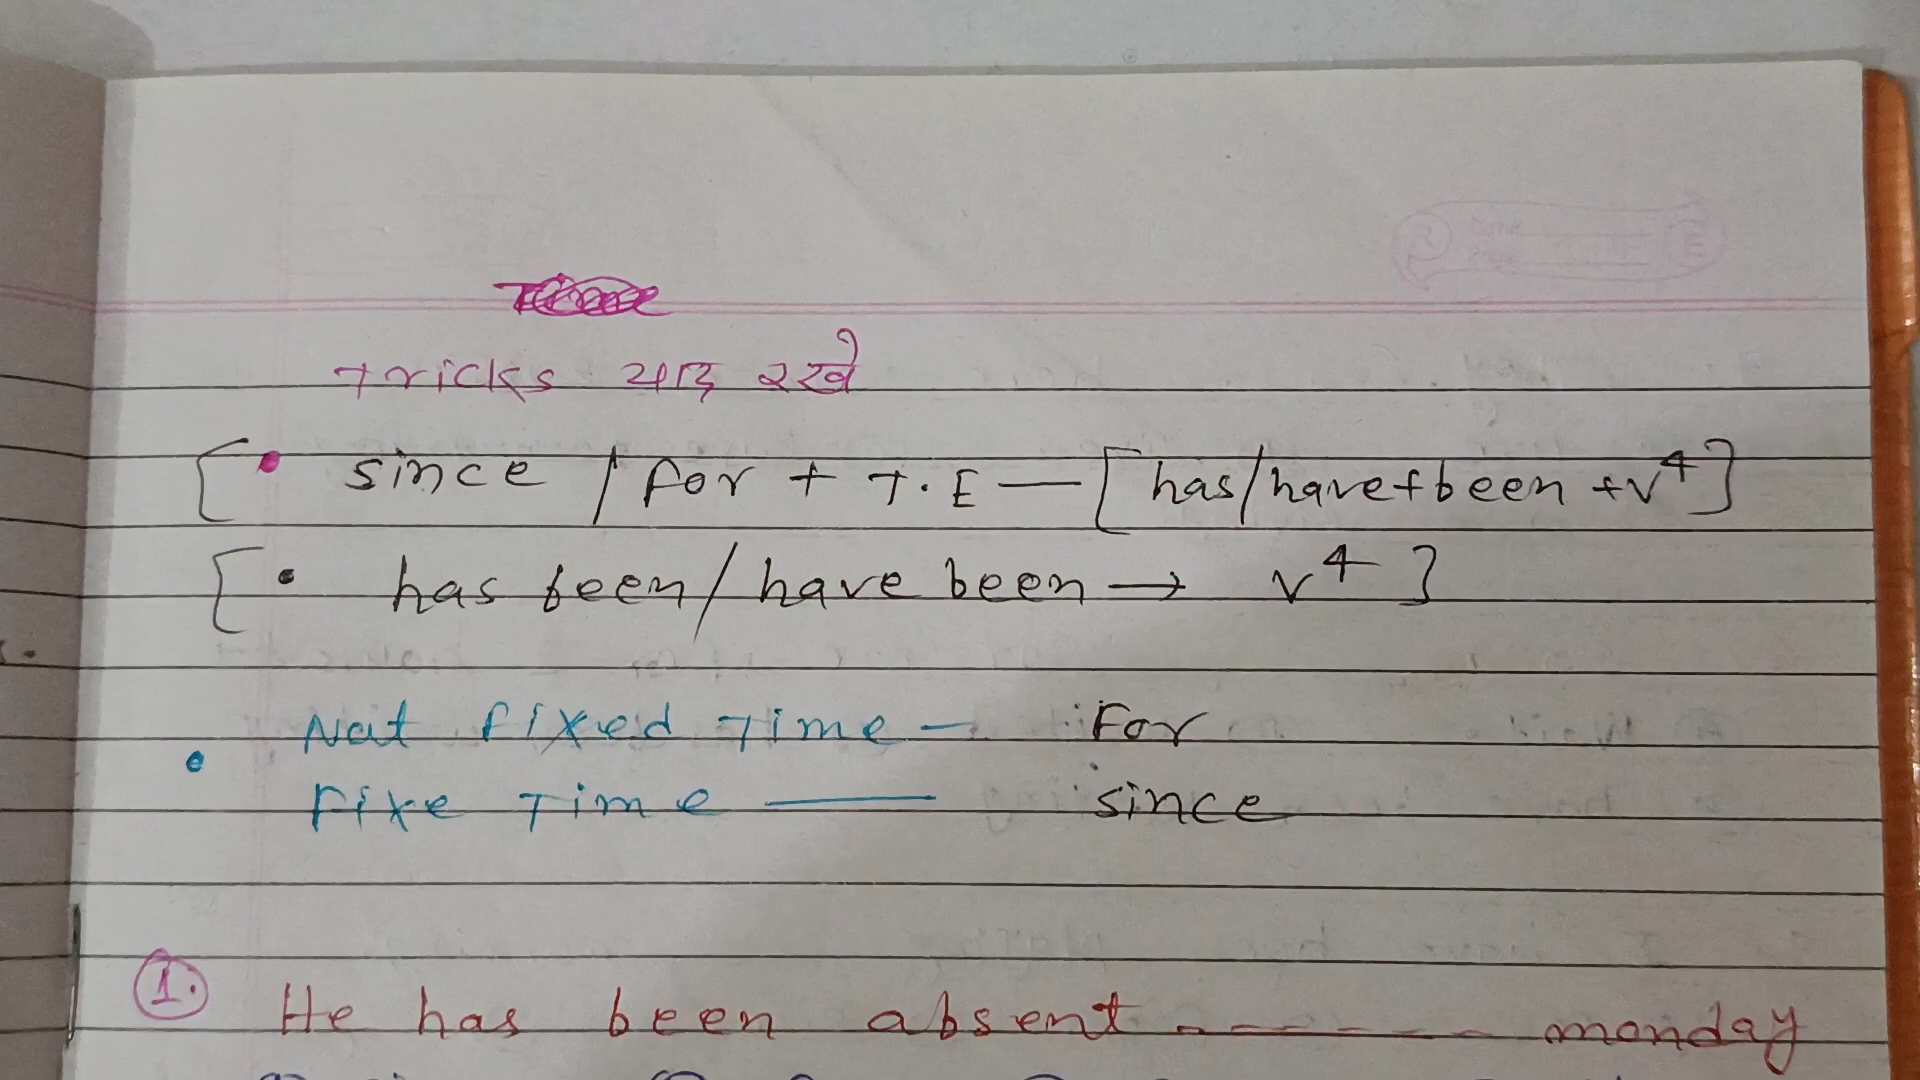 Tricks याद रखे
[• since / for + T.E — [has/have+been +v⁴]
[• has been/have been → v⁴]
Nat fixed Time — For
• Fixe Time — since
1. He has been absent ------ monday